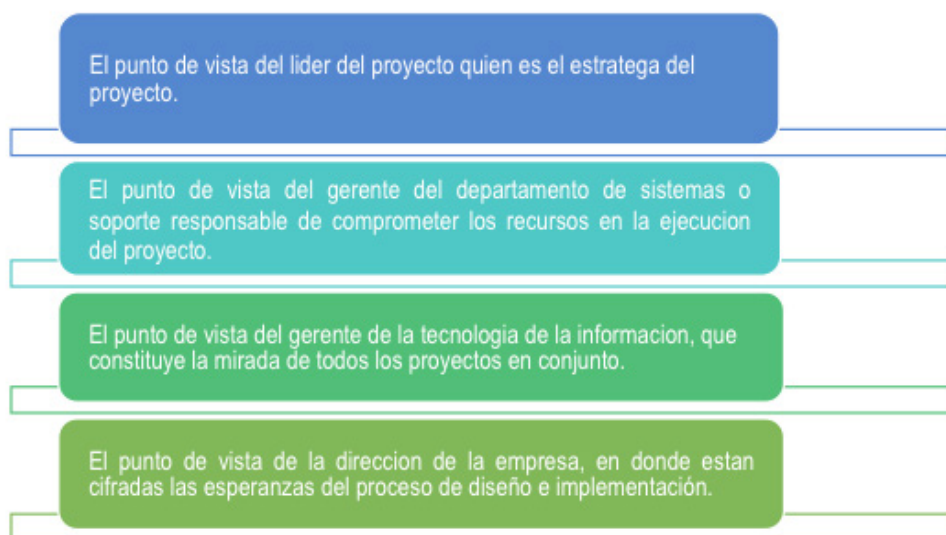 El punto de vista del lider del proyecto quien es el estratega del
proyecto.
El punto de vista del gerente del departamento de sistemas o
soporte responsable de comprometer los recursos en la ejecucion
del proyecto.
El punto de vista del gerente de la tecnologia de la informacion, que
constituye la mirada de todos los proyectos en conjunto.
El punto de vista de la direccion de la empresa, en donde estan
cifradas las esperanzas del proceso de diseño e implementación.